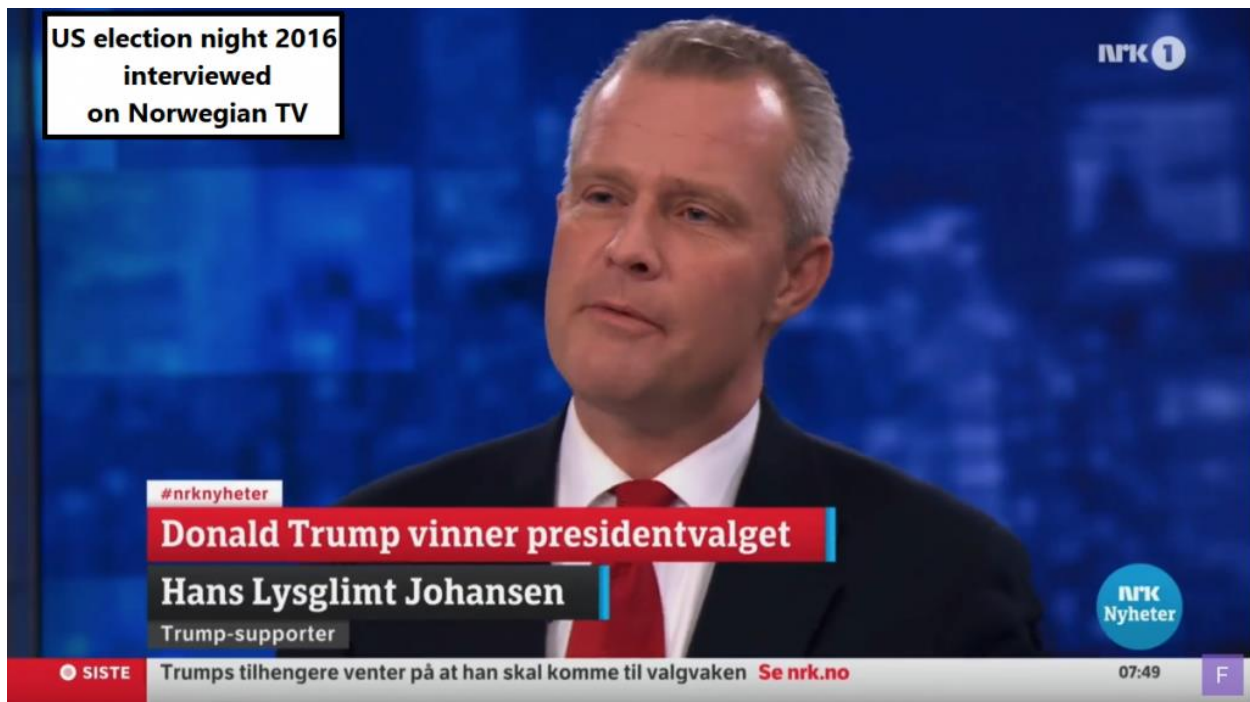 US election night 2016
interviewed
on Norwegian TV
nrk 1
#nrknyheter
Donald Trump vinner presidentvalget
Hans Lysglimt Johansen
Trump-supporter
nrk
Nyheter
SISTE Trumps tilhengere venter på at han skal komme til valgvaken Se nrk.no 07:49 F